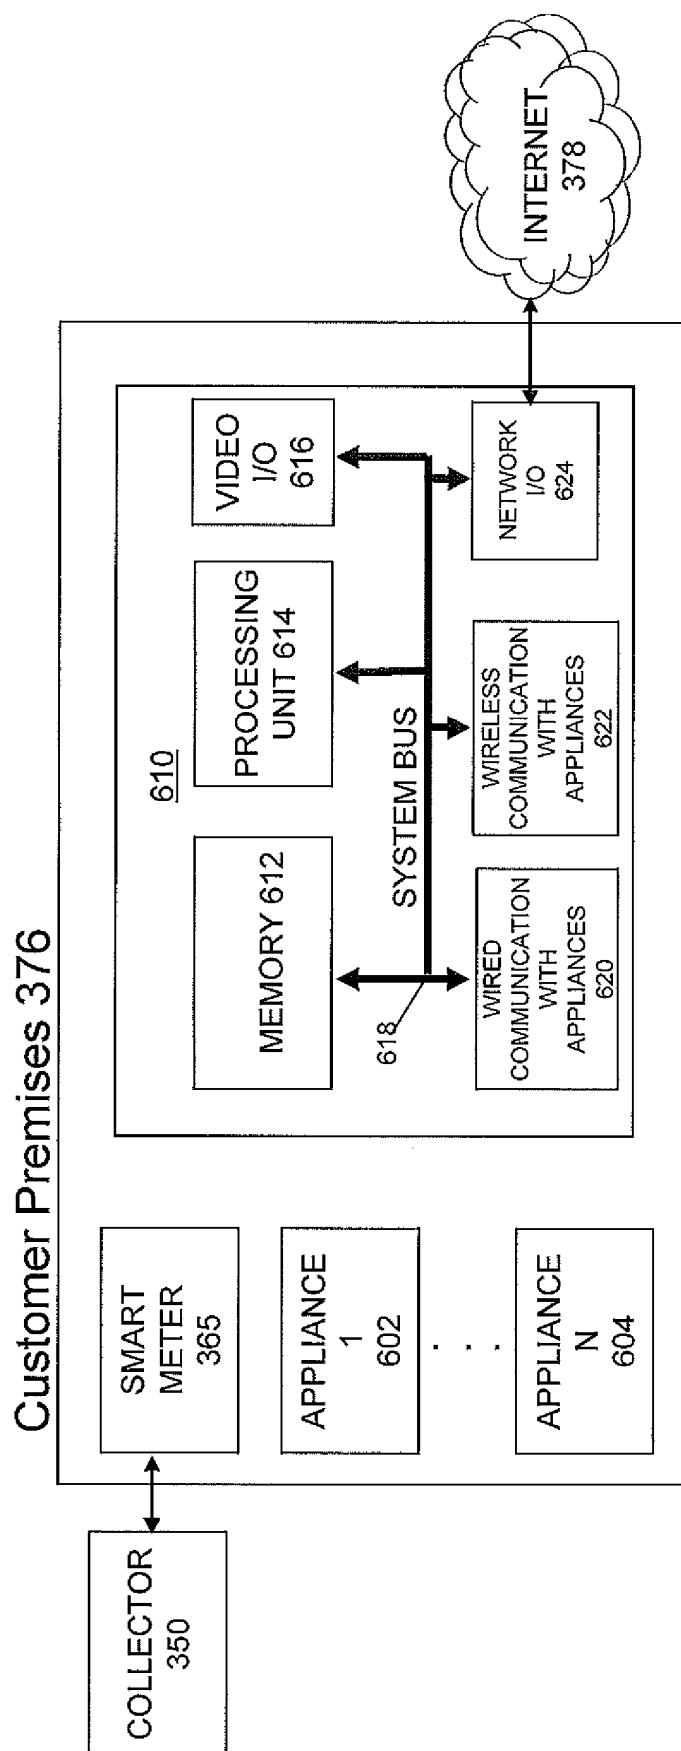 Customer Premises 376
COLLECTOR
350
SMART
METER
365
APPLIANCE
1
602
. . .
APPLIANCE
N
604
610
MEMORY 612
PROCESSING
UNIT 614
VIDEO
I/O
616
SYSTEM BUS
618
WIRED
COMMUNICATION
WITH
APPLIANCES
620
WIRELESS
COMMUNICATION
WITH
APPLIANCES
622
NETWORK
I/O
624
INTERNET
378